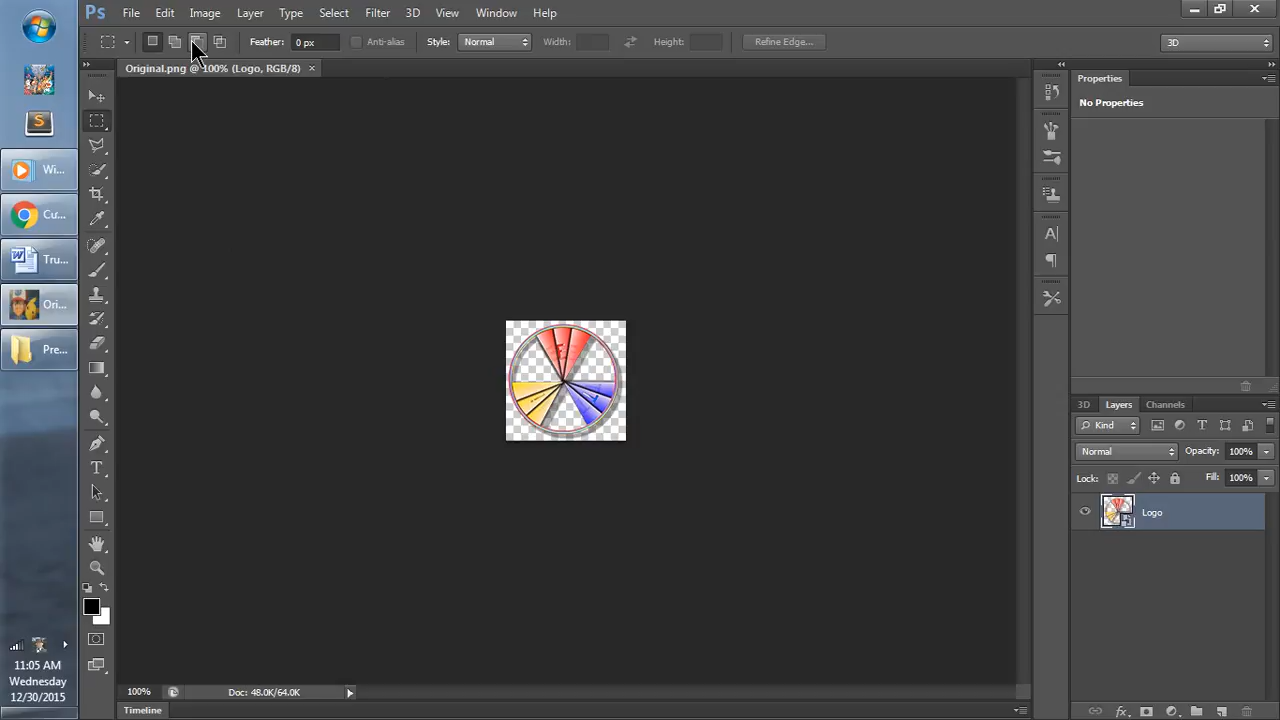 Ps File Edit Image Layer Type Select Filter 3D View Window Help
Feather: 0 px Anti-alias Style: Normal Width: Height: Refine Edge... 3D
Original.png @ 100% (Logo, RGB/8) ×
Properties
No Properties
S
Wi...
Cu...
Tru...
Ori...
Pre...
3D Layers Channels
Kind
Normal Opacity: 100%
Lock: Fill: 100%
Logo
11:05 AM
Wednesday
12/30/2015
100% Doc: 48.0K/64.0K
Timeline